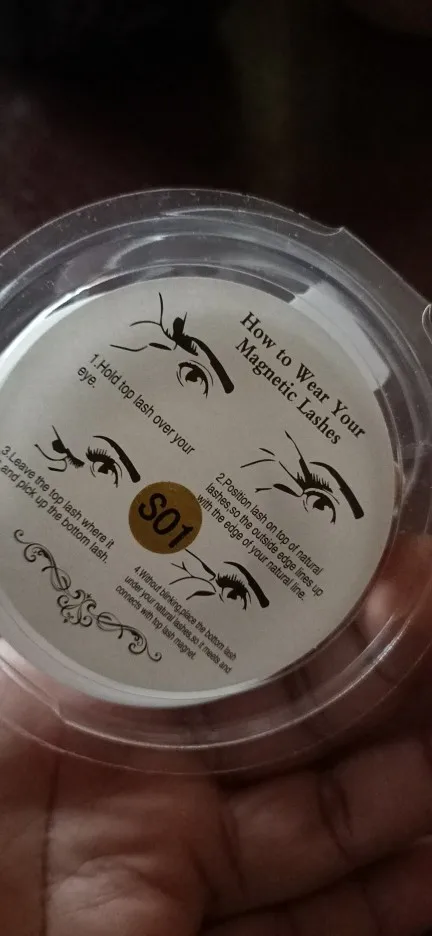 How to Wear Your
Magnetic Lashes
1.Hold top lash over your
eye.
2.Position lash on top of natural
lashes,so the outside edge lines up
with the edge of your natural line.
3.Leave the top lash where it
and pick up the bottom lash.
S01
4.Without blinking,place the bottom lash
under your natural lashes,so it meets and
connects with top lash magnet.